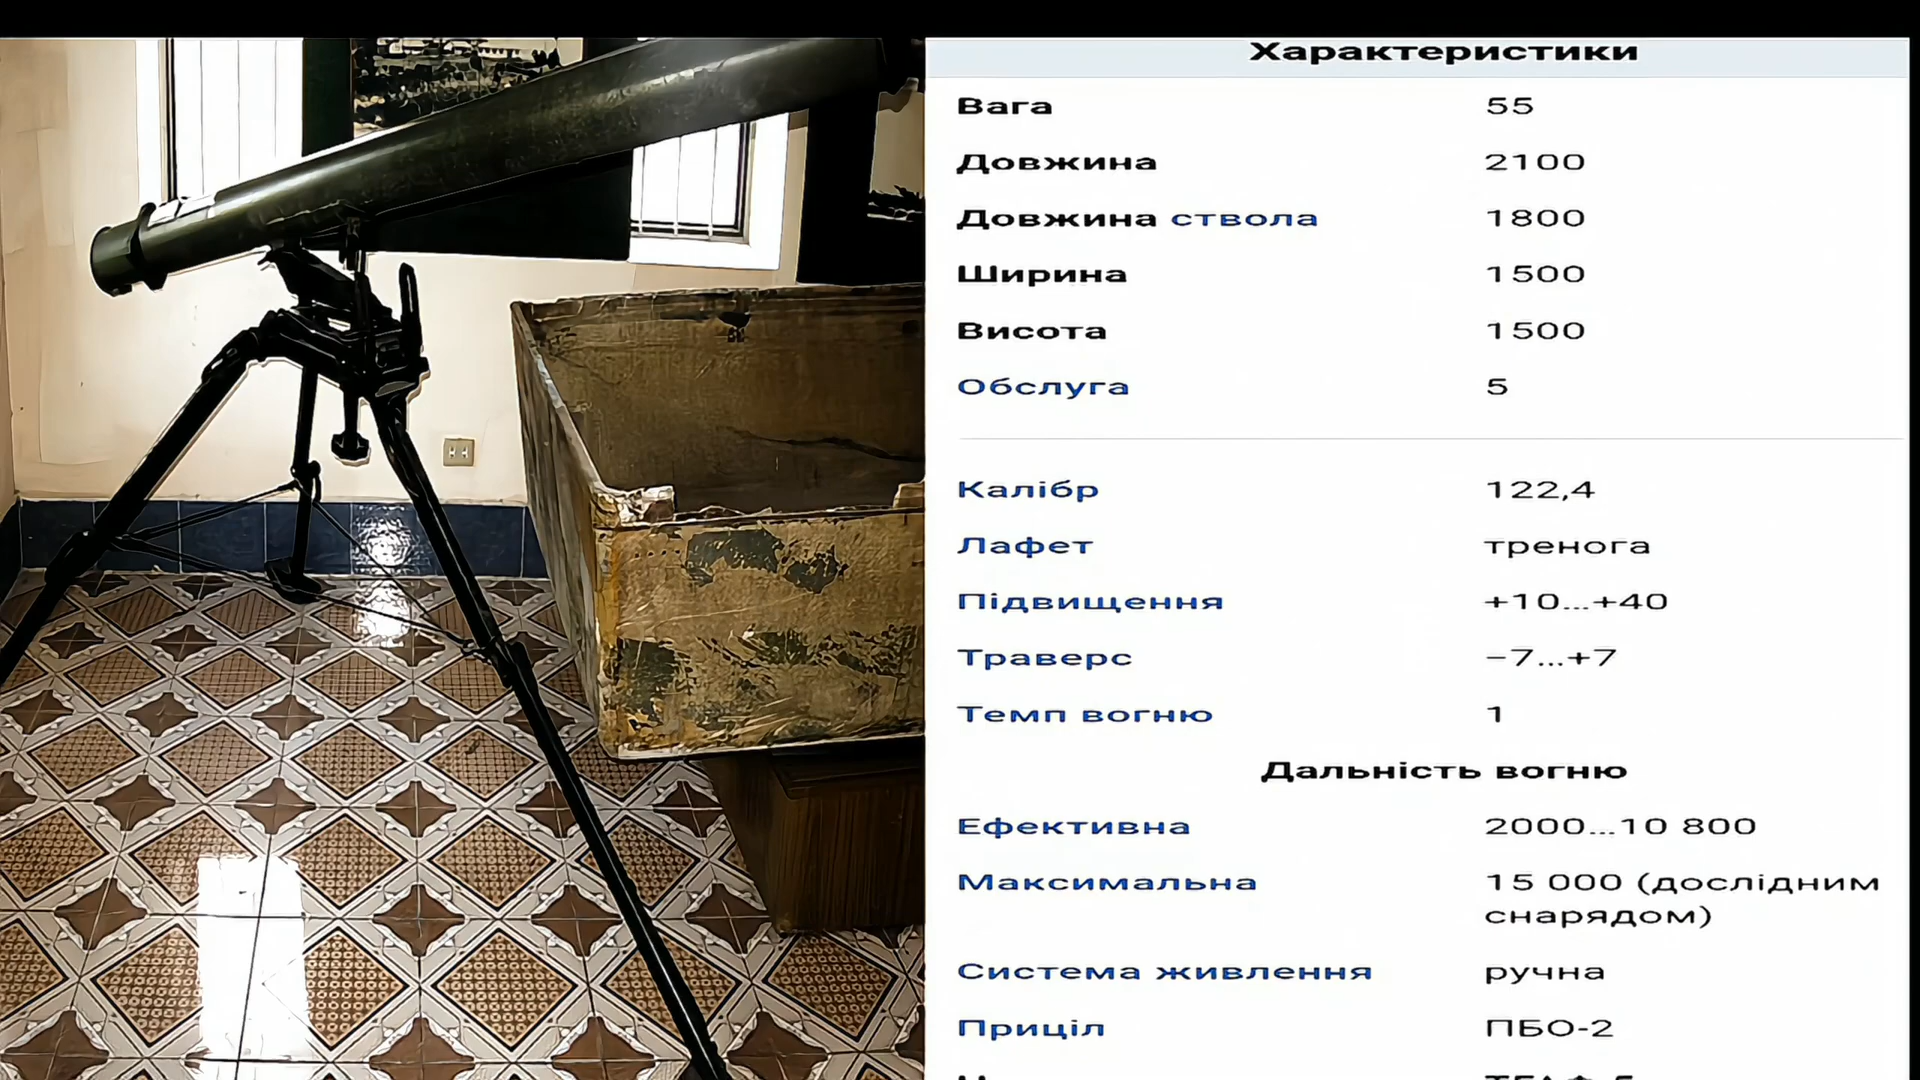 Характеристики
Вага 55
Довжина 2100
Довжина ствола 1800
Ширина 1500
Висота 1500
Обслуга 5
Калібр 122,4
Лафет тренога
Підвищення +10...+40
Траверс −7...+7
Темп вогню 1
Дальність вогню
Ефективна 2000...10 800
Максимальна 15 000 (дослідним
снарядом)
Система живлення ручна
Приціл ПБО-2